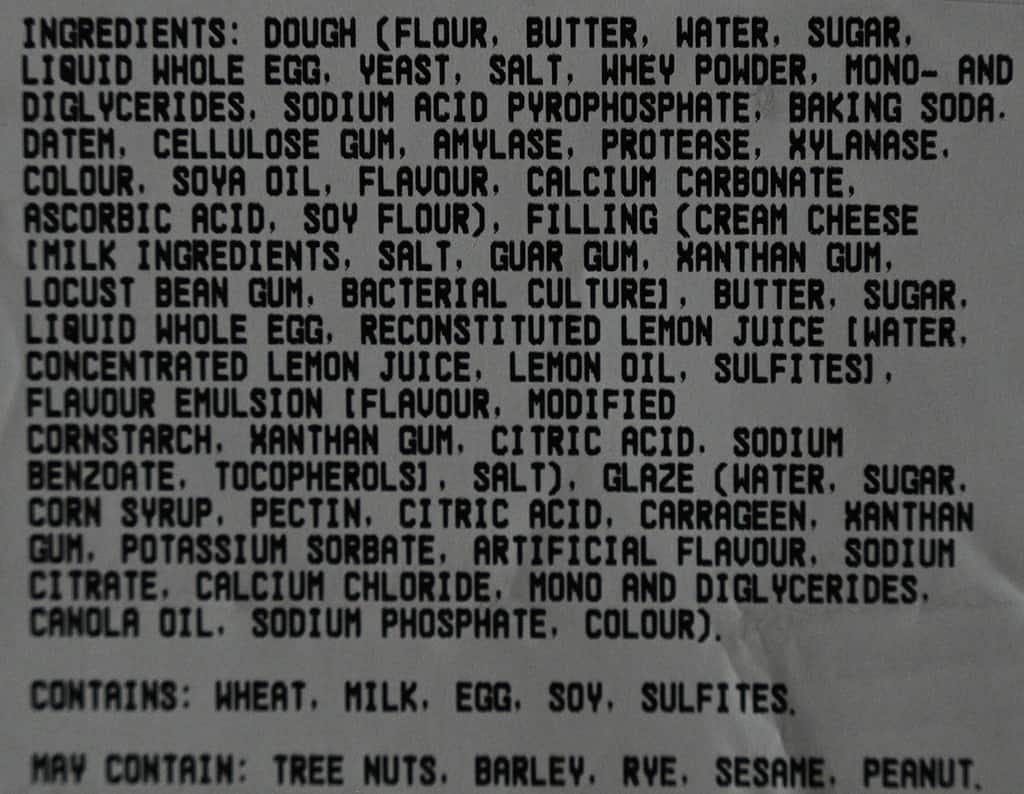 INGREDIENTS: DOUGH (FLOUR, BUTTER, WATER, SUGAR,
LIQUID WHOLE EGG, YEAST, SALT, WHEY POWDER, MONO- AND
DIGLYCERIDES, SODIUM ACID PYROPHOSPHATE, BAKING SODA,
DATEM, CELLULOSE GUM, AMYLASE, PROTEASE, XYLANASE,
COLOUR, SOYA OIL, FLAVOUR, CALCIUM CARBONATE,
ASCORBIC ACID, SOY FLOUR), FILLING (CREAM CHEESE
[MILK INGREDIENTS, SALT, GUAR GUM, XANTHAN GUM,
LOCUST BEAN GUM, BACTERIAL CULTURE], BUTTER, SUGAR,
LIQUID WHOLE EGG, RECONSTITUTED LEMON JUICE [WATER,
CONCENTRATED LEMON JUICE, LEMON OIL, SULFITES],
FLAVOUR EMULSION [FLAVOUR, MODIFIED
CORNSTARCH, XANTHAN GUM, CITRIC ACID, SODIUM
BENZOATE, TOCOPHEROLS], SALT), GLAZE (WATER, SUGAR,
CORN SYRUP, PECTIN, CITRIC ACID, CARRAGEEN, XANTHAN
GUM, POTASSIUM SORBATE, ARTIFICIAL FLAVOUR, SODIUM
CITRATE, CALCIUM CHLORIDE, MONO AND DIGLYCERIDES,
CANOLA OIL, SODIUM PHOSPHATE, COLOUR).
CONTAINS: WHEAT, MILK, EGG, SOY, SULFITES.
MAY CONTAIN: TREE NUTS, BARLEY, RYE, SESAME, PEANUT.